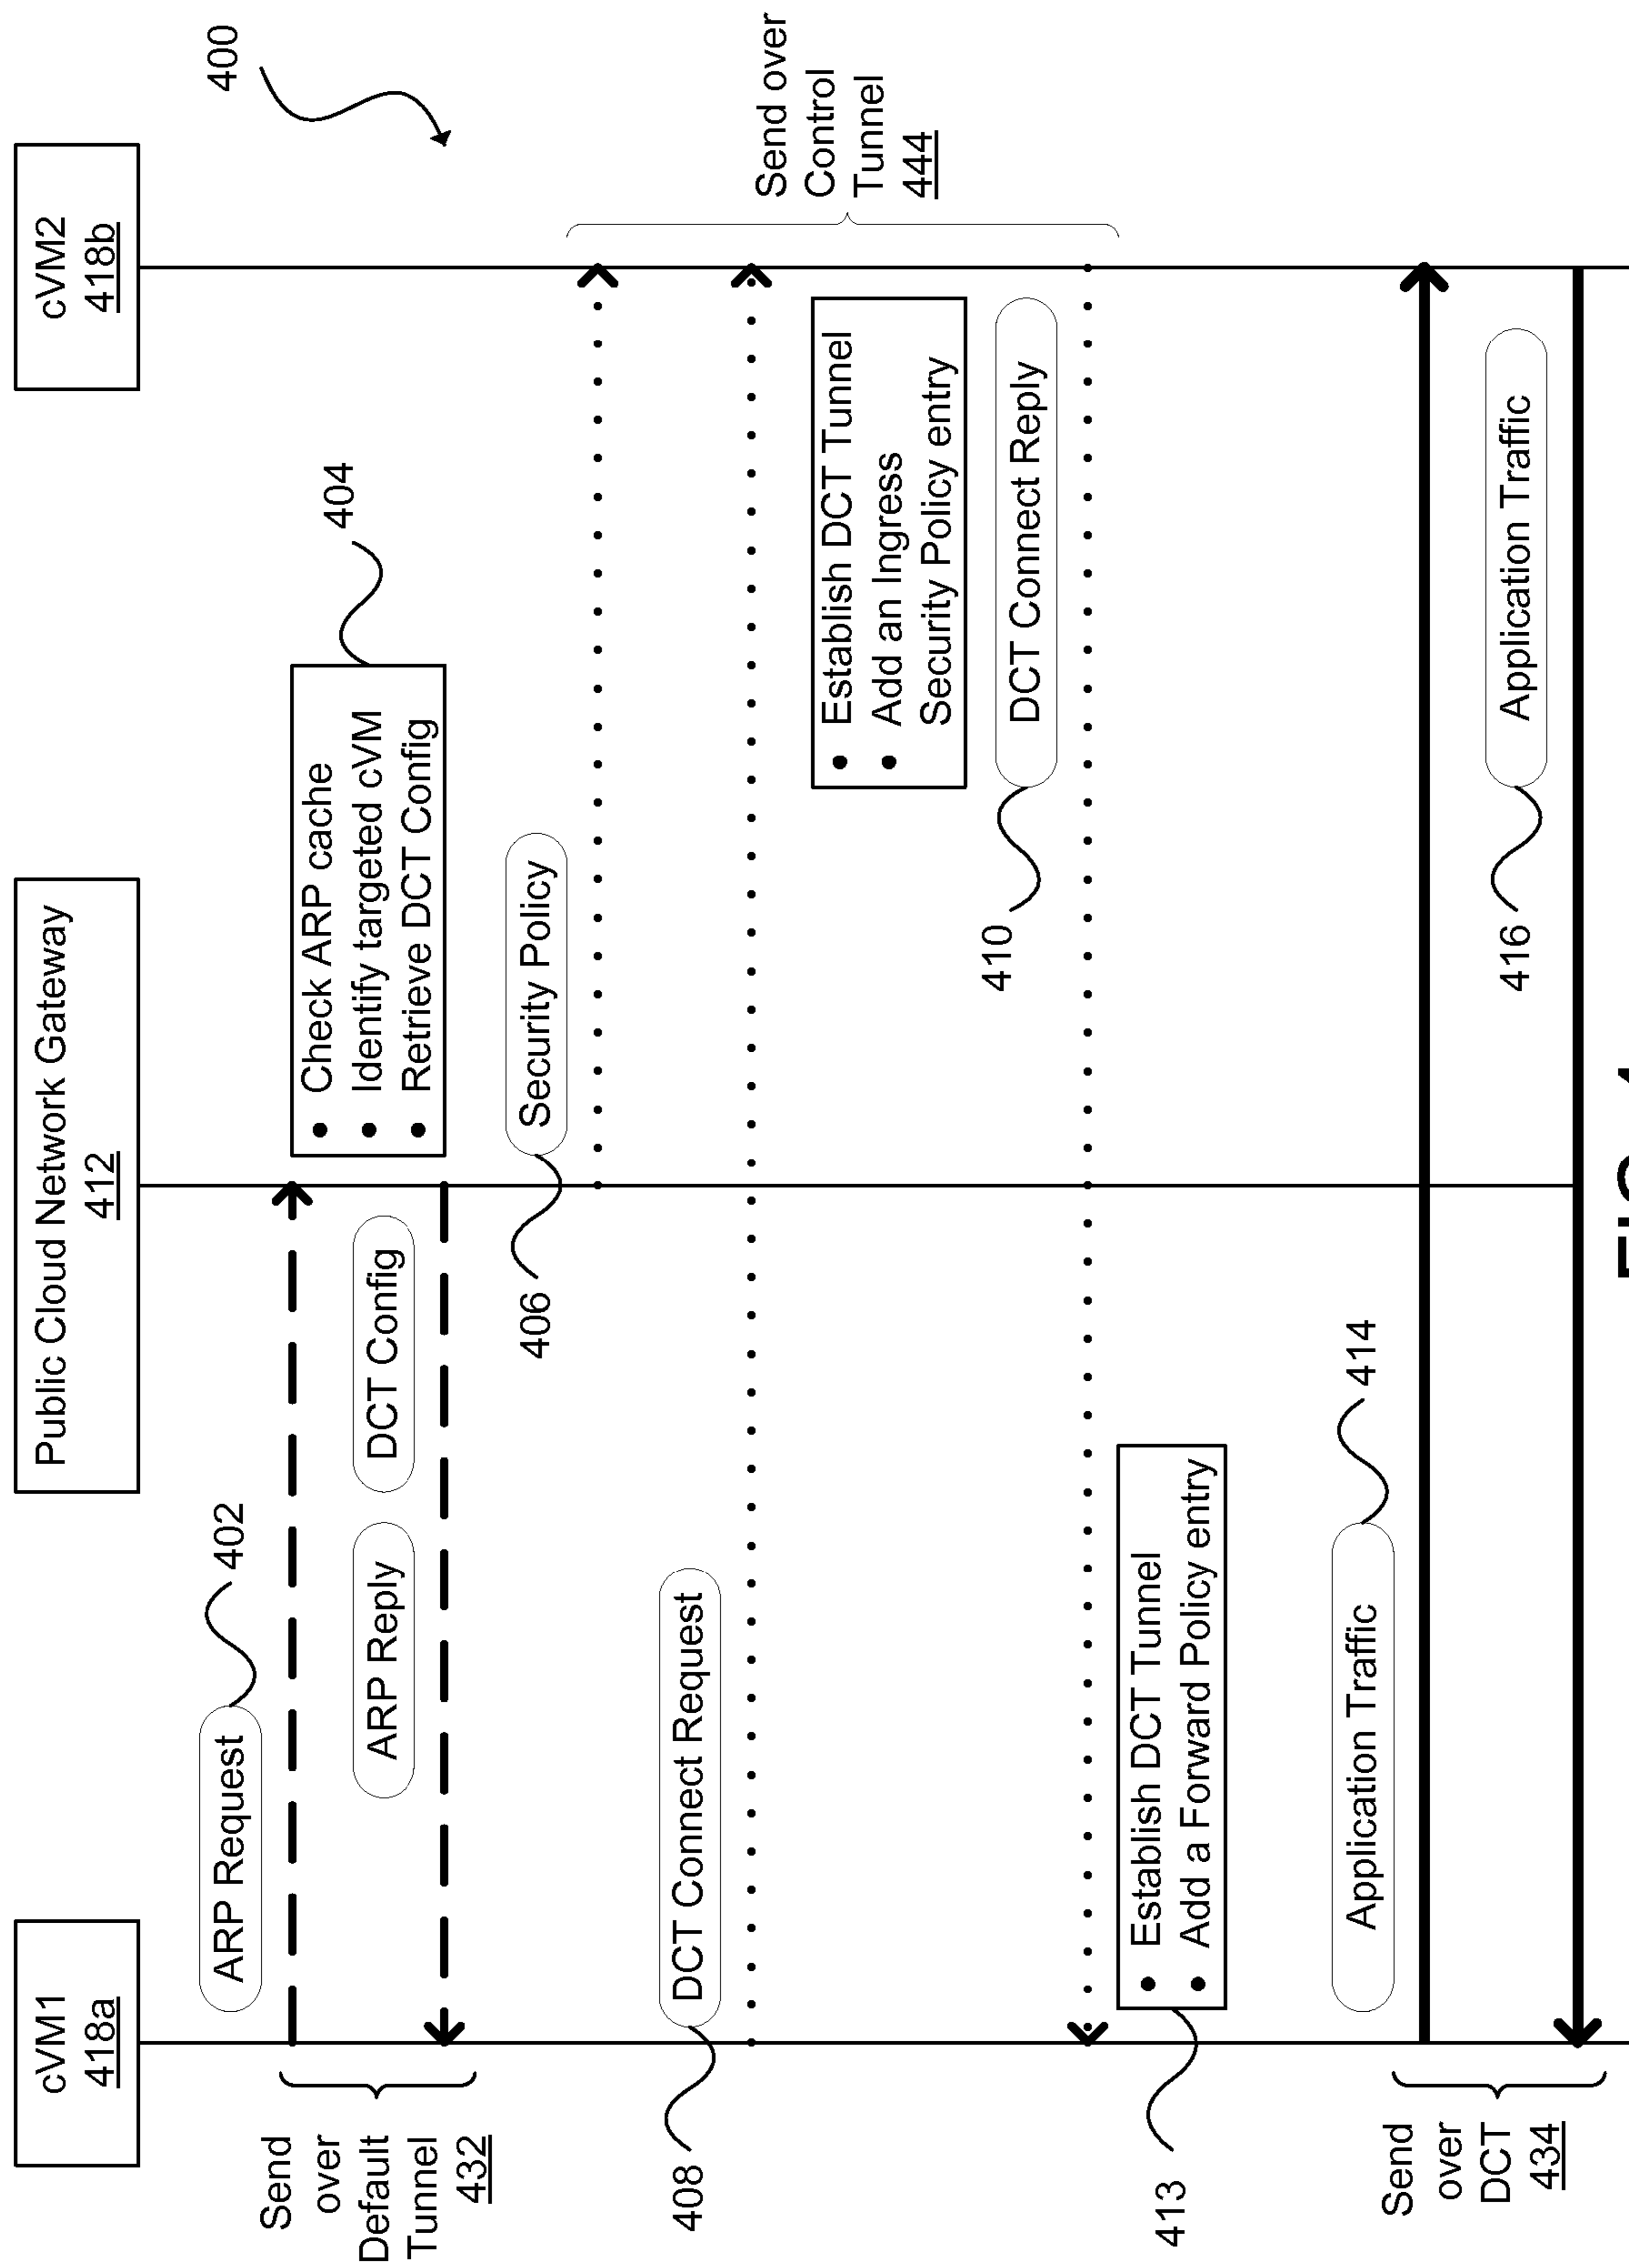 cVM1
418a
Public Cloud Network Gateway
412
cVM2
418b
400
ARP Request
402
Send
over
Default
Tunnel
432
• Check ARP cache
• Identify targeted cVM
• Retrieve DCT Config
404
ARP Reply
DCT Config
406
Security Policy
408
DCT Connect Request
Send over
Control
Tunnel
444
• Establish DCT Tunnel
• Add an Ingress
Security Policy entry
410
DCT Connect Reply
413
• Establish DCT Tunnel
• Add a Forward Policy entry
Application Traffic
414
Send
over
DCT
434
416
Application Traffic